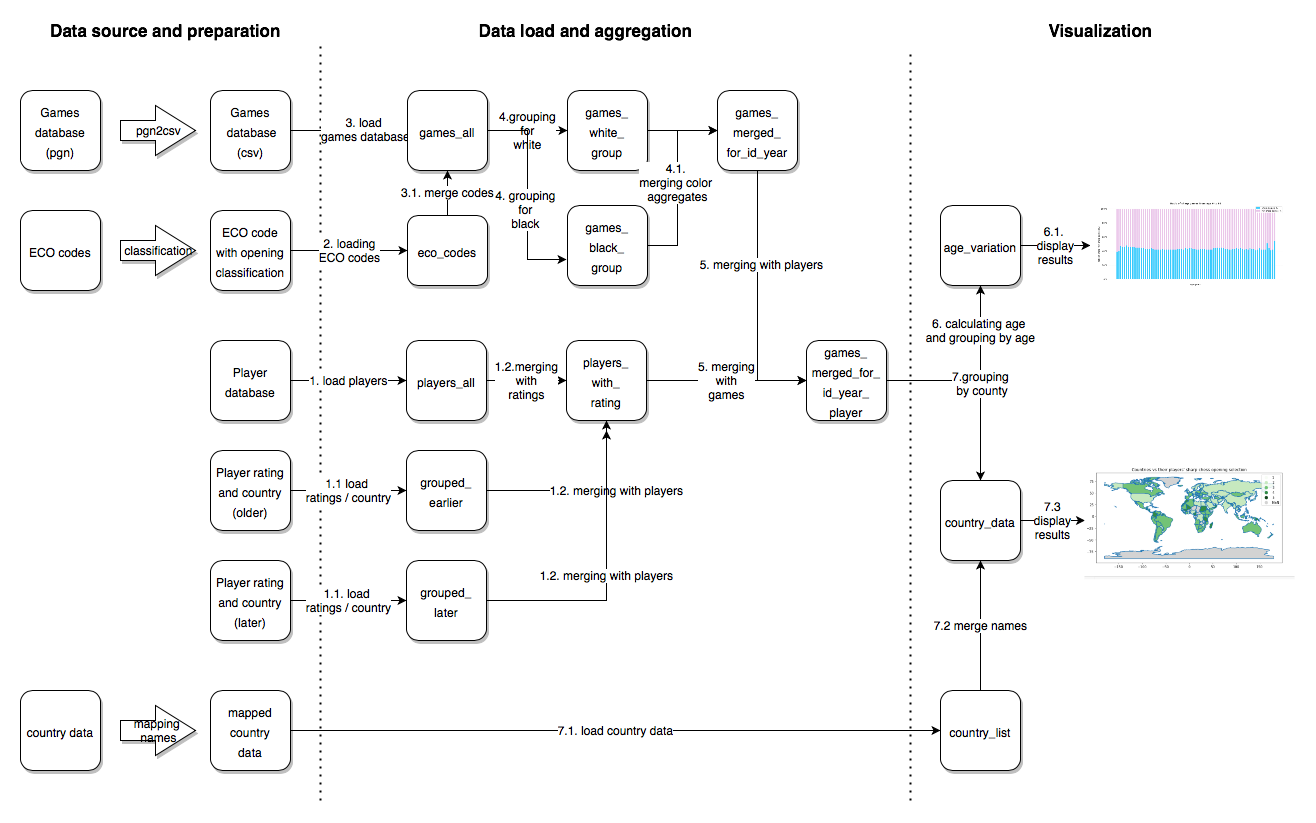 Data source and preparation
Data load and aggregation
Visualization
Games
database
(pgn)
pgn2csv
Games
database
(csv)
3. load
games database
games_all
4.grouping
for
white
games_
white_
group
games_
merged_
for_id_year
3.1. merge codes
4. grouping
for
black
4.1.
merging color
aggregates
ECO codes
classification
ECO code
with opening
classification
2. loading
ECO codes
eco_codes
games_
black_
group
5. merging with players
age_variation
6.1.
display
results
6. calculating age
and grouping by age
Player
database
1. load players
players_all
1.2.merging
with
ratings
players_
with_
rating
5. merging
with
games
games_
merged_for_
id_year_
player
7.grouping
by county
Player rating
and country
(older)
1.1 load
ratings / country
grouped_
earlier
1.2. merging with players
country_data
7.3
display
results
Countries vs their players' sharp chess opening selection
Player rating
and country
(later)
1.1. load
ratings / country
grouped_
later
1.2. merging with players
7.2 merge names
country data
mapping
names
mapped
country
data
7.1. load country data
country_list